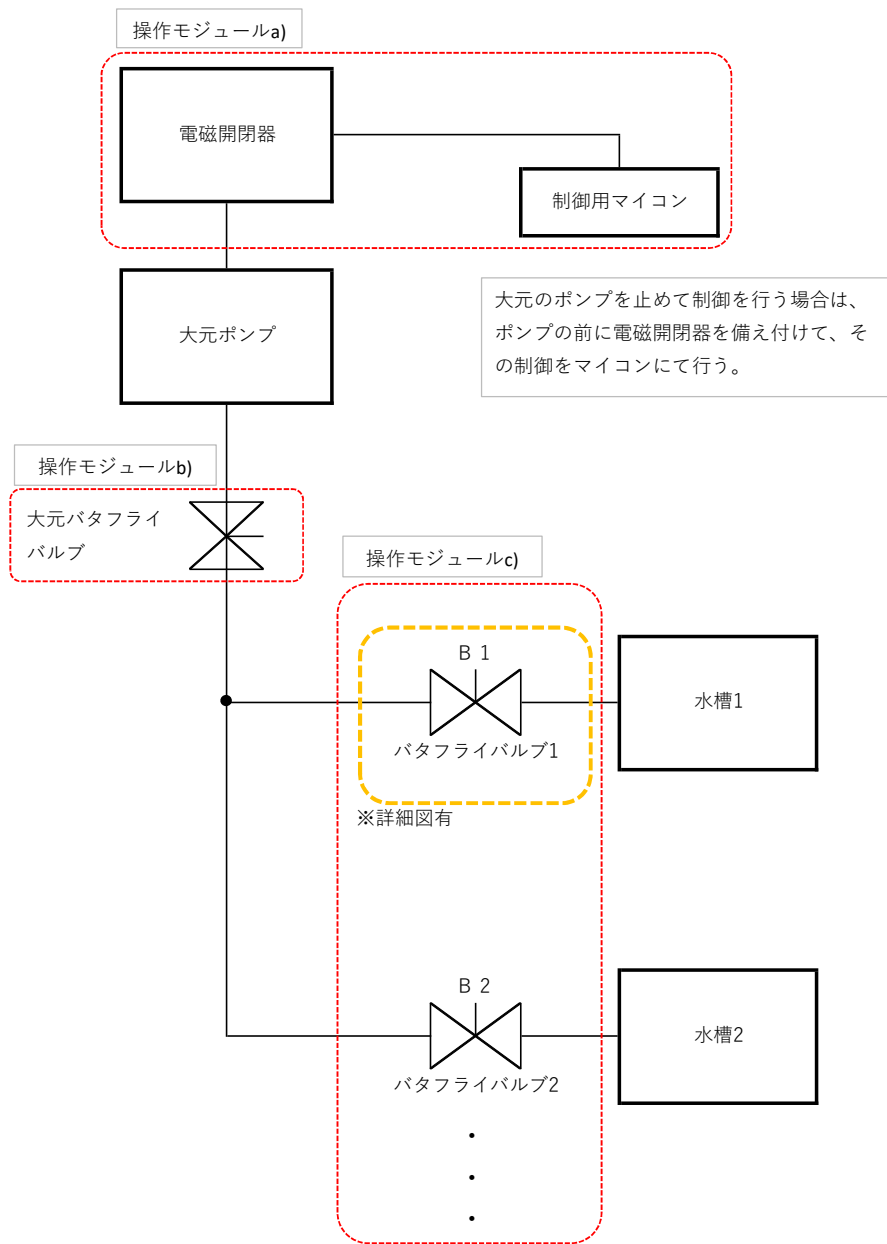 操作モジュールa)
電磁開閉器
制御用マイコン
大元ポンプ
大元のポンプを止めて制御を行う場合は、
ポンプの前に電磁開閉器を備え付けて、そ
の制御をマイコンにて行う。
操作モジュールb)
大元バタフライ
バルブ
操作モジュールc)
B 1
バタフライバルブ1
水槽1
※詳細図有
B 2
バタフライバルブ2
水槽2
・
・
・